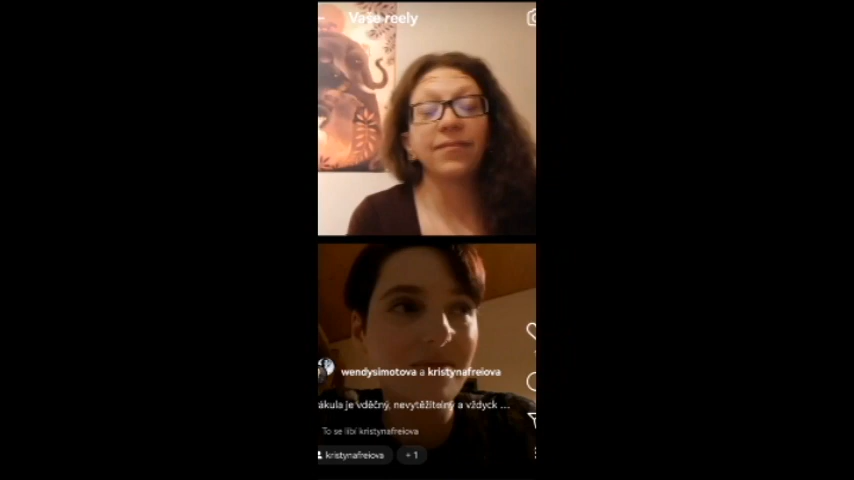 Vaše reely
wendysimotova a kristynafreiova
ákula je vděčný, nevytěžitelný a vždyck ...
To se líbí kristynafreiova
kristynafreiova
+ 1